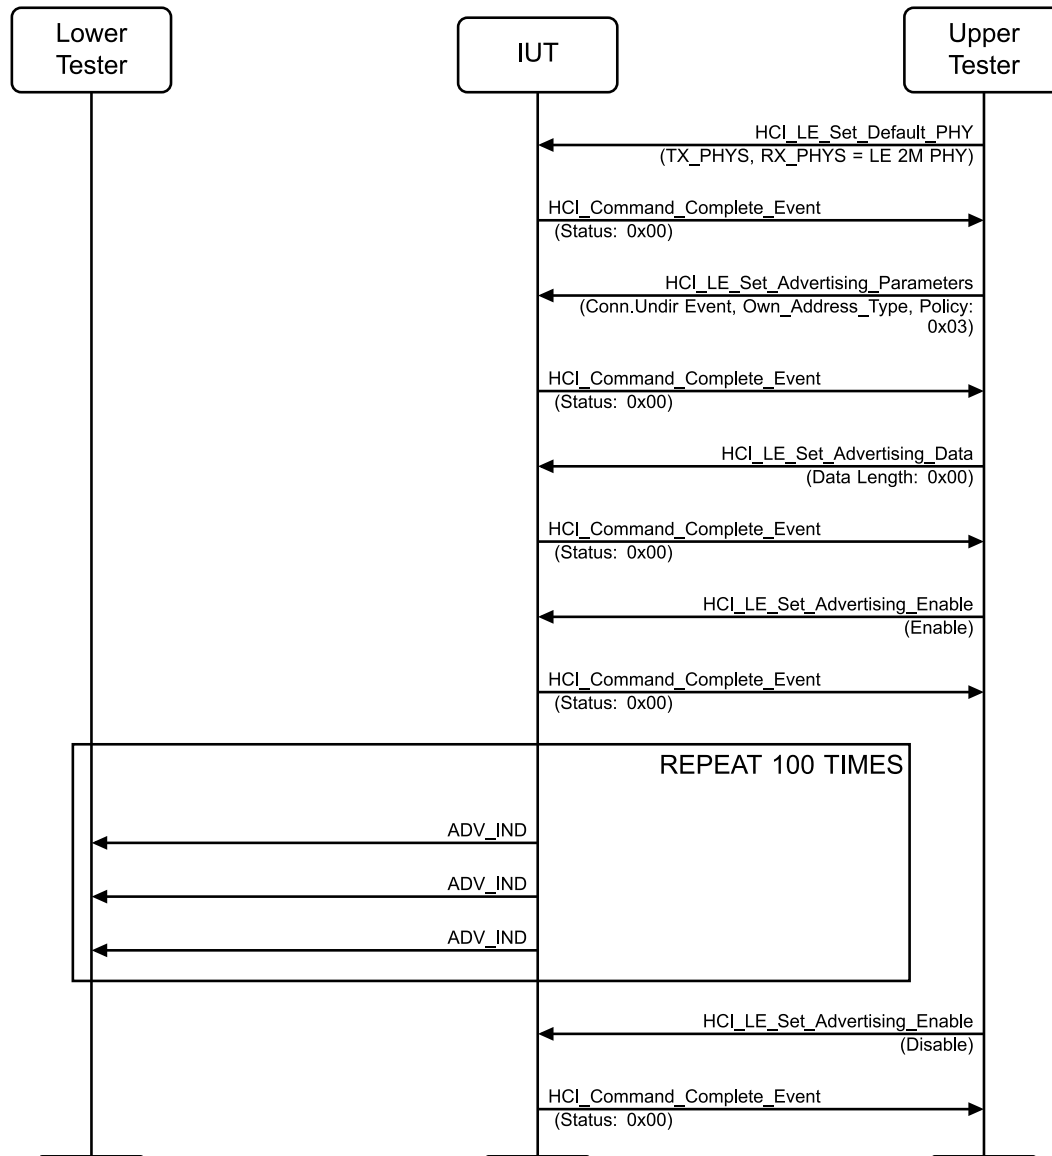 Lower
Tester
IUT
Upper
Tester
HCI_LE_Set_Default_PHY
(TX_PHYS, RX_PHYS = LE 2M PHY)
HCI_Command_Complete_Event
(Status: 0x00)
HCI_LE_Set_Advertising_Parameters
(Conn.Undir Event, Own_Address_Type, Policy:
0x03)
HCI_Command_Complete_Event
(Status: 0x00)
HCI_LE_Set_Advertising_Data
(Data Length: 0x00)
HCI_Command_Complete_Event
(Status: 0x00)
HCI_LE_Set_Advertising_Enable
(Enable)
HCI_Command_Complete_Event
(Status: 0x00)
REPEAT 100 TIMES
ADV_IND
ADV_IND
ADV_IND
HCI_LE_Set_Advertising_Enable
(Disable)
HCI_Command_Complete_Event
(Status: 0x00)